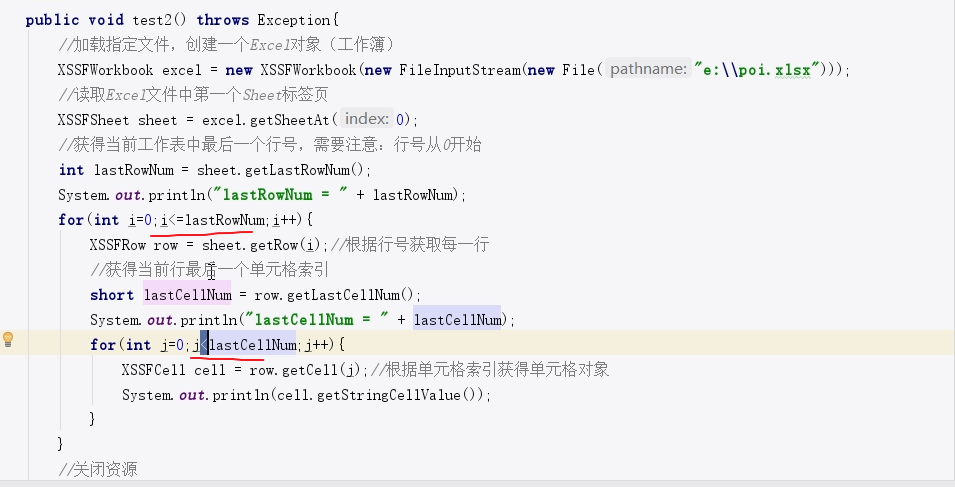 public void test2() throws Exception{
//加载指定文件，创建一个Excel对象（工作簿）
XSSFWorkbook excel = new XSSFWorkbook(new FileInputStream(new File( pathname: "e:\\poi.xlsx")));
//读取Excel文件中第一个Sheet标签页
XSSFSheet sheet = excel.getSheetAt( index: 0);
//获得当前工作表中最后一个行号，需要注意：行号从0开始
int lastRowNum = sheet.getLastRowNum();
System.out.println("lastRowNum = " + lastRowNum);
for(int i=0;i<=lastRowNum;i++){
XSSFRow row = sheet.getRow(i);//根据行号获取每一行
//获得当前行最后一个单元格索引
short lastCellNum = row.getLastCellNum();
System.out.println("lastCellNum = " + lastCellNum);
for(int j=0;j<lastCellNum;j++){
XSSFCell cell = row.getCell(j);//根据单元格索引获得单元格对象
System.out.println(cell.getStringCellValue());
}
}
//关闭资源